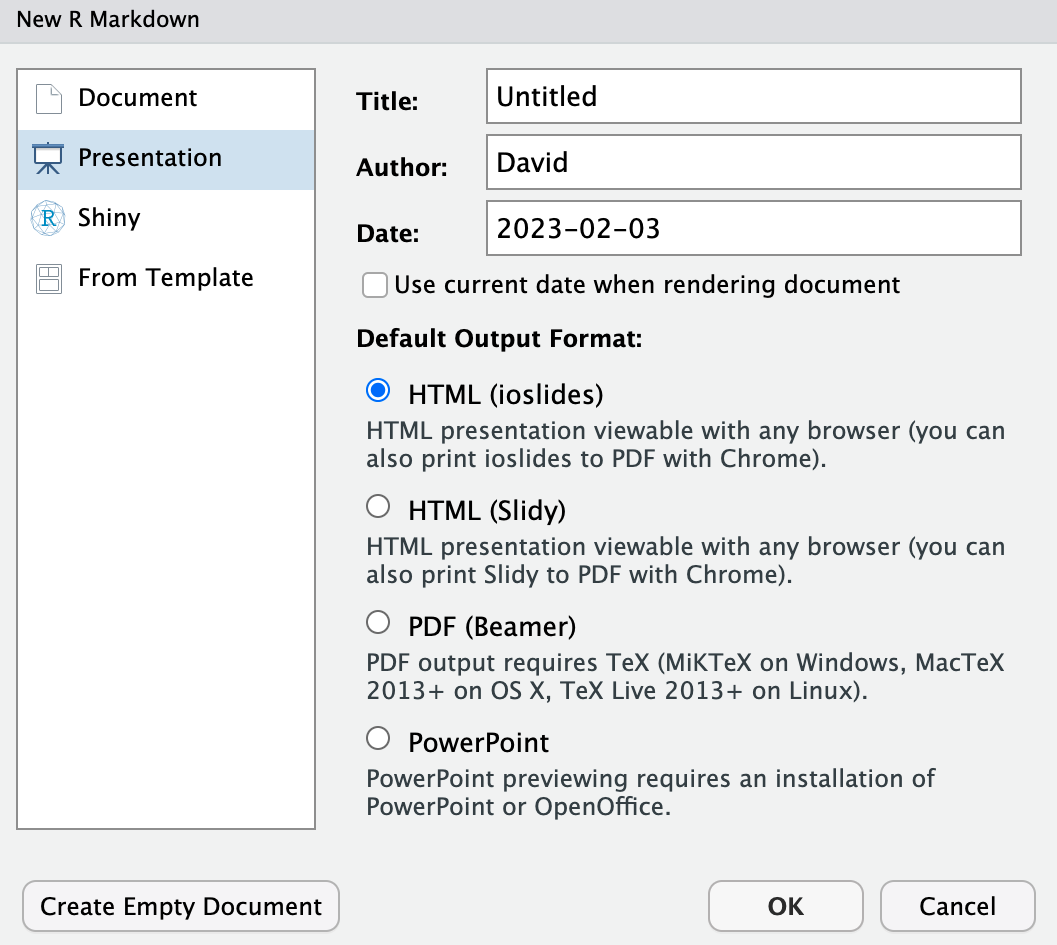 New R Markdown
Document
Presentation
Shiny
From Template
Title:
Untitled
Author:
David
Date:
2023-02-03
Use current date when rendering document
Default Output Format:
HTML (ioslides)
HTML presentation viewable with any browser (you can
also print ioslides to PDF with Chrome).
HTML (Slidy)
HTML presentation viewable with any browser (you can
also print Slidy to PDF with Chrome).
PDF (Beamer)
PDF output requires TeX (MiKTeX on Windows, MacTeX
2013+ on OS X, TeX Live 2013+ on Linux).
PowerPoint
PowerPoint previewing requires an installation of
PowerPoint or OpenOffice.
Create Empty Document
OK
Cancel